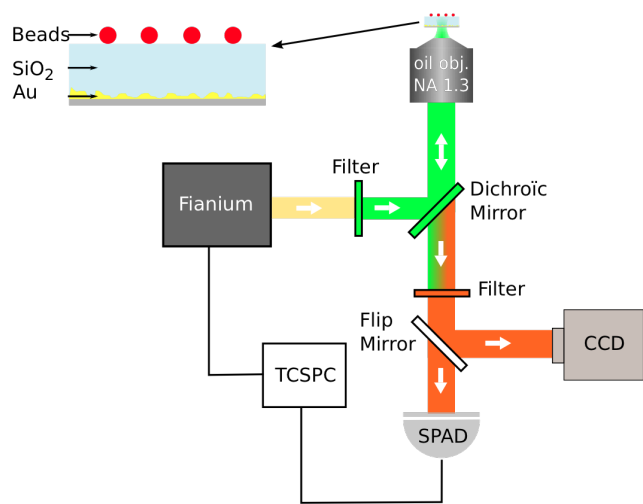 Beads
SiO2
Au
oil obj.
NA 1.3
Filter
Fianium
Dichroïc
Mirror
Filter
Flip
Mirror
CCD
TCSPC
SPAD